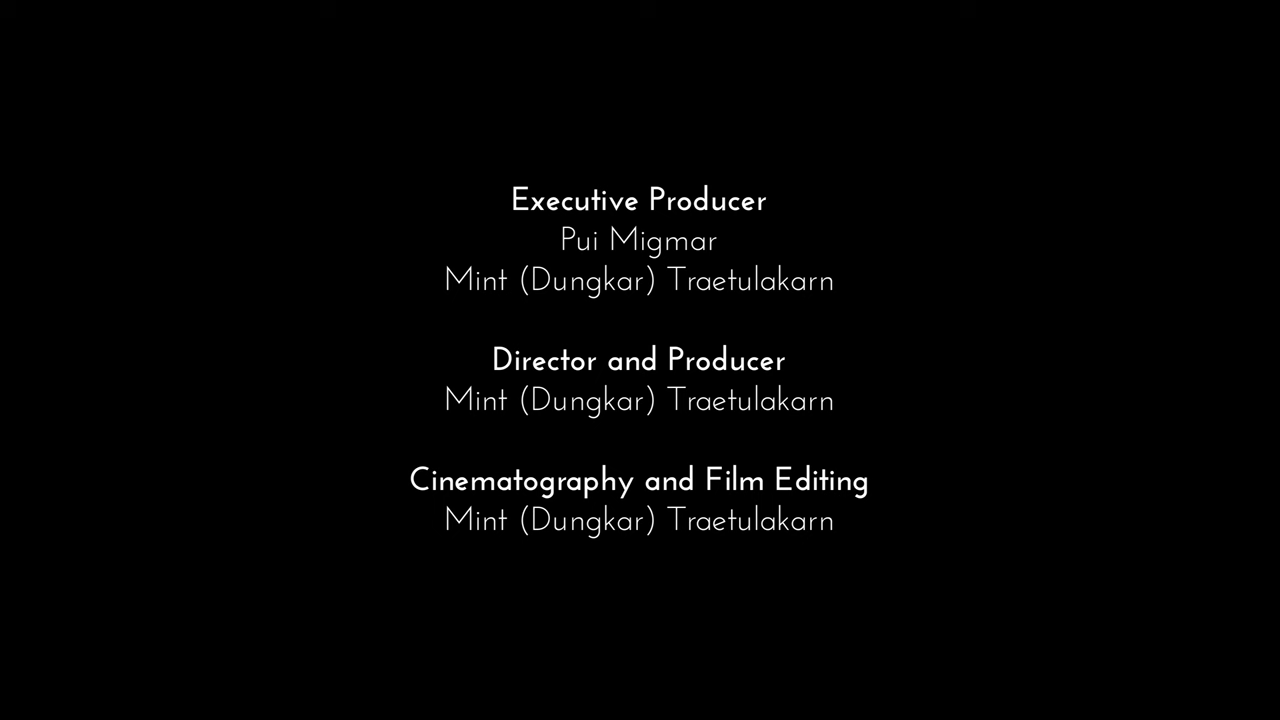 Executive Producer
Pui Migmar
Mint (Dungkar) Traetulakarn
Director and Producer
Mint (Dungkar) Traetulakarn
Cinematography and Film Editing
Mint (Dungkar) Traetulakarn